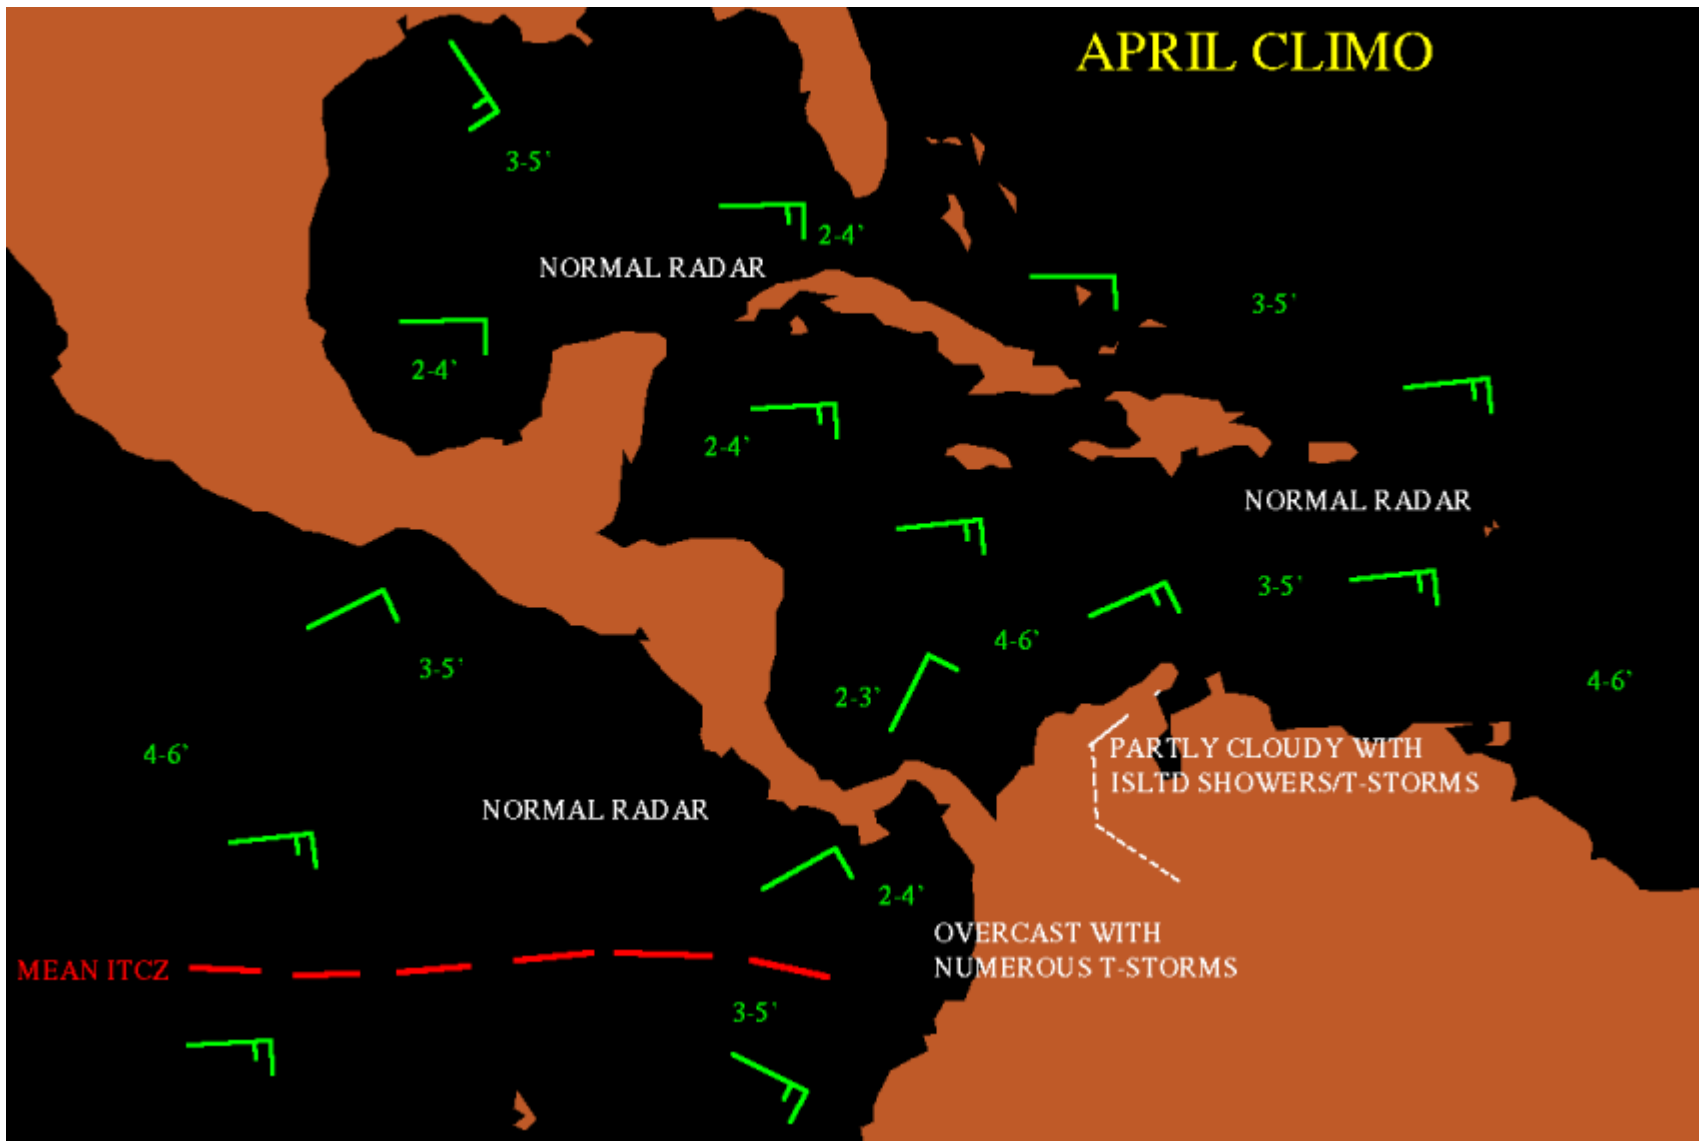 APRIL CLIMO
3-5'
2-4'
NORMAL RADAR
3-5'
2-4'
2-4'
NORMAL RADAR
3-5'
4-6'
3-5'
2-3'
4-6'
4-6'
PARTLY CLOUDY WITH
ISLTD SHOWERS/T-STORMS
NORMAL RADAR
2-4'
OVERCAST WITH
NUMEROUS T-STORMS
MEAN ITCZ
3-5'